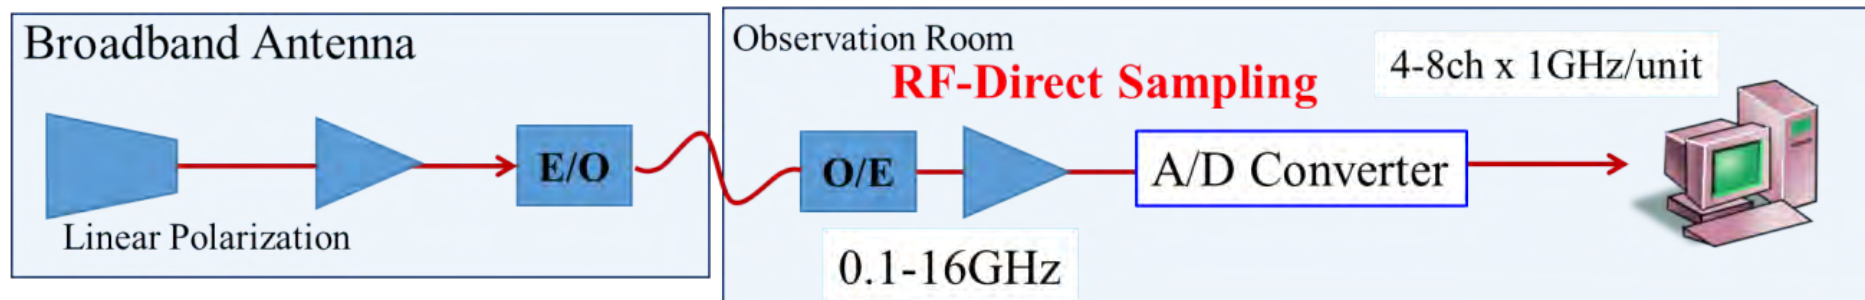 Broadband Antenna
Linear Polarization
E/O
Observation Room
RF-Direct Sampling
4-8ch x 1GHz/unit
O/E
A/D Converter
0.1-16GHz